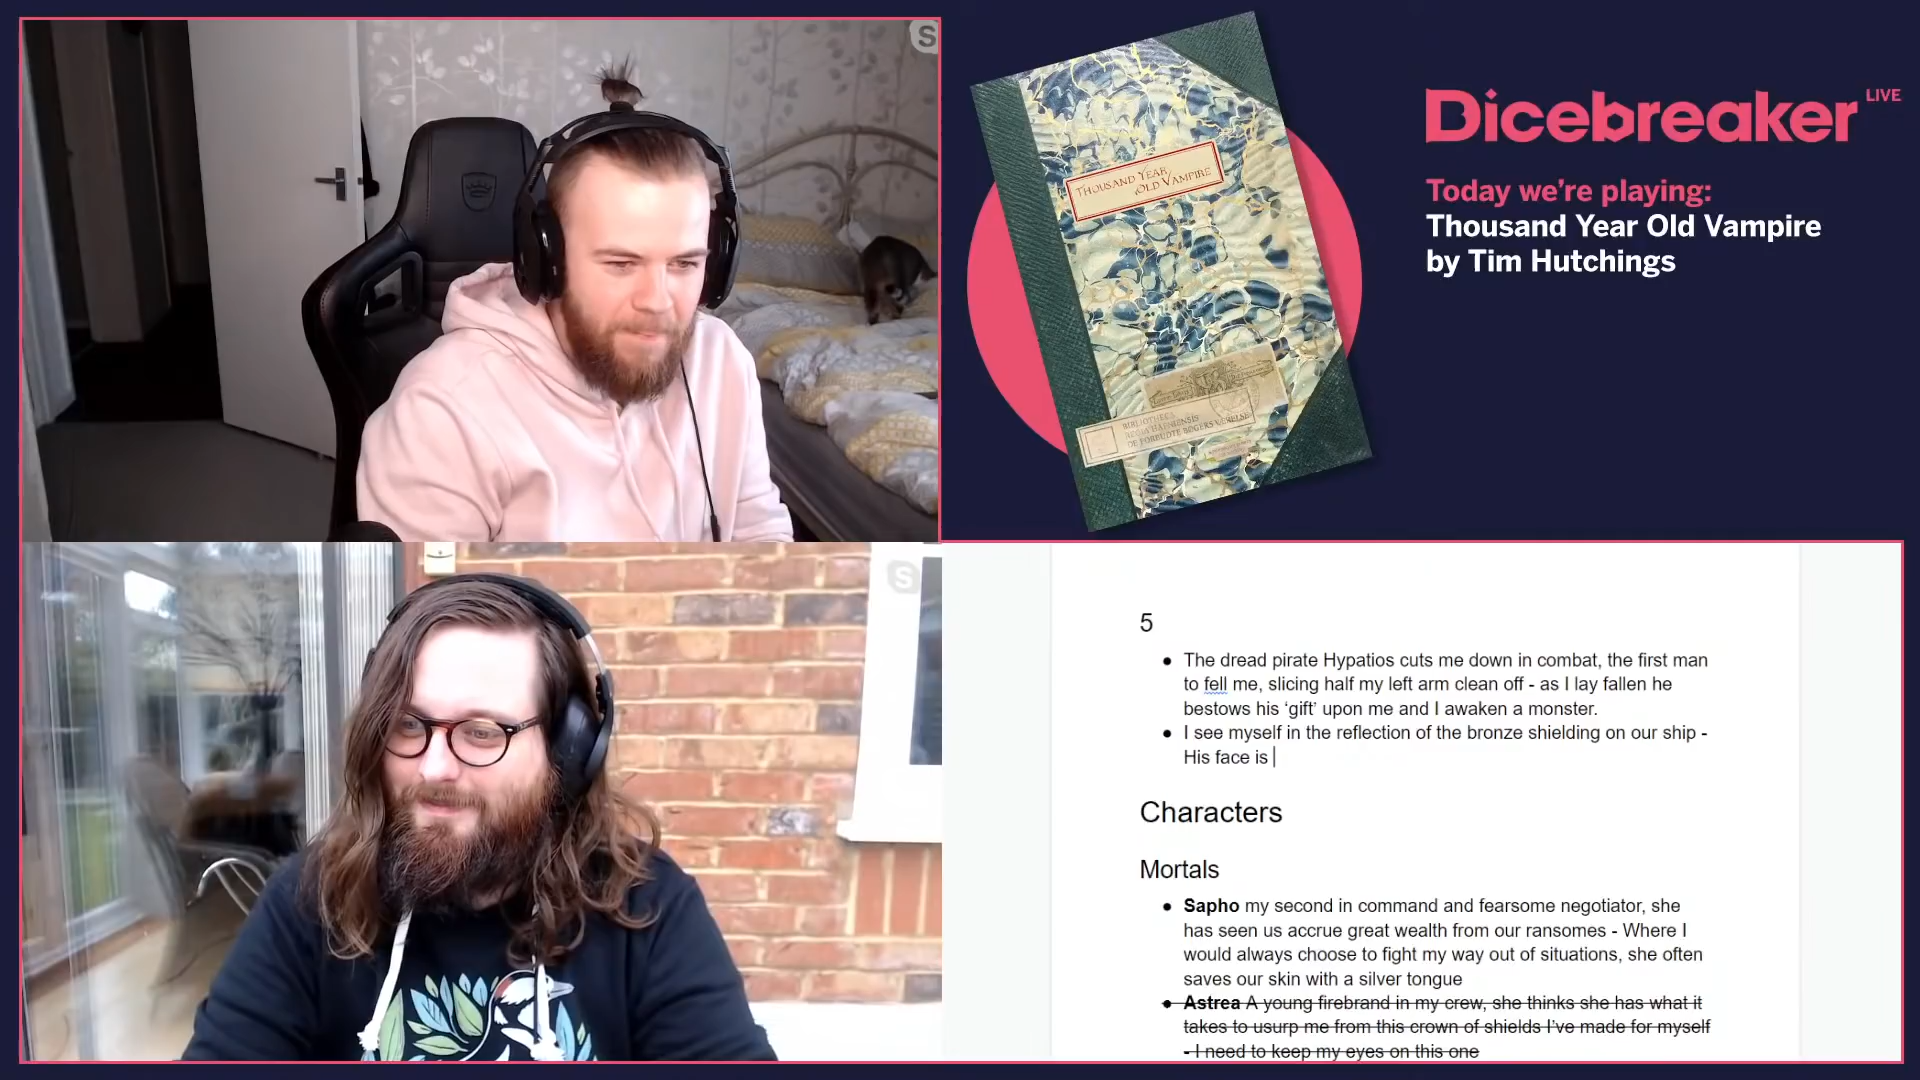 S
THOUSAND YEAR
OLD VAMPIRE
BIBLIOTHECA
REGIA HAFNIENSIS
DE FORBUDTE BOGERS VÆRELSE
Dicebreaker LIVE
Today we're playing:
Thousand Year Old Vampire
by Tim Hutchings
S
5
● The dread pirate Hypatios cuts me down in combat, the first man
to fell me, slicing half my left arm clean off - as I lay fallen he
bestows his ‘gift’ upon me and I awaken a monster.
● I see myself in the reflection of the bronze shielding on our ship -
His face is
Characters
Mortals
● Sapho my second in command and fearsome negotiator, she
has seen us accrue great wealth from our ransomes - Where I
would always choose to fight my way out of situations, she often
saves our skin with a silver tongue
● Astrea A young firebrand in my crew, she thinks she has what it
takes to usurp me from this crown of shields I’ve made for myself
- I need to keep my eyes on this one